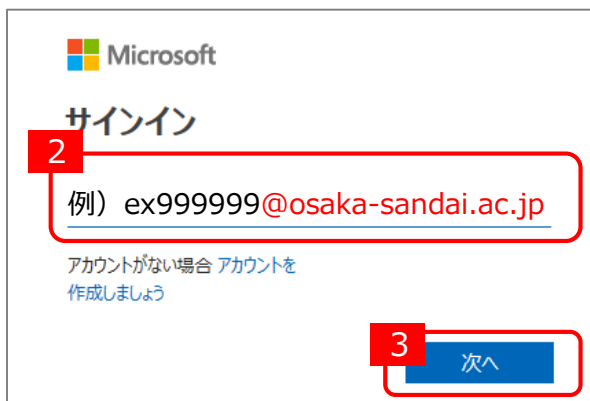 Microsoft
サインイン
2
例）ex999999@osaka-sandai.ac.jp
アカウントがない場合 アカウントを
作成しましょう
3
次へ